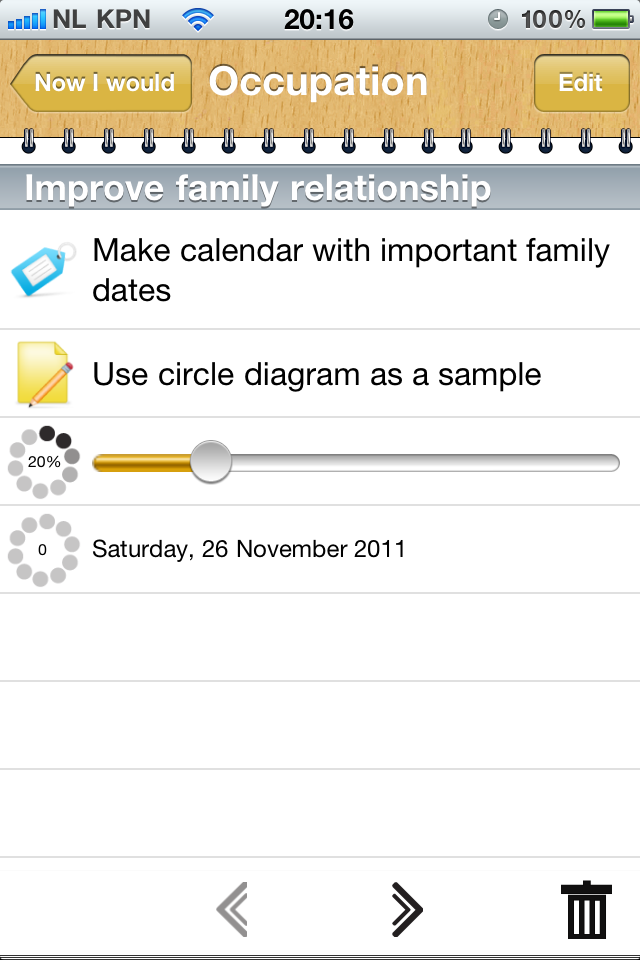 NL KPN 20:16 100%
Now I would Occupation Edit
Improve family relationship
Make calendar with important family
dates
Use circle diagram as a sample
20%
0 Saturday, 26 November 2011